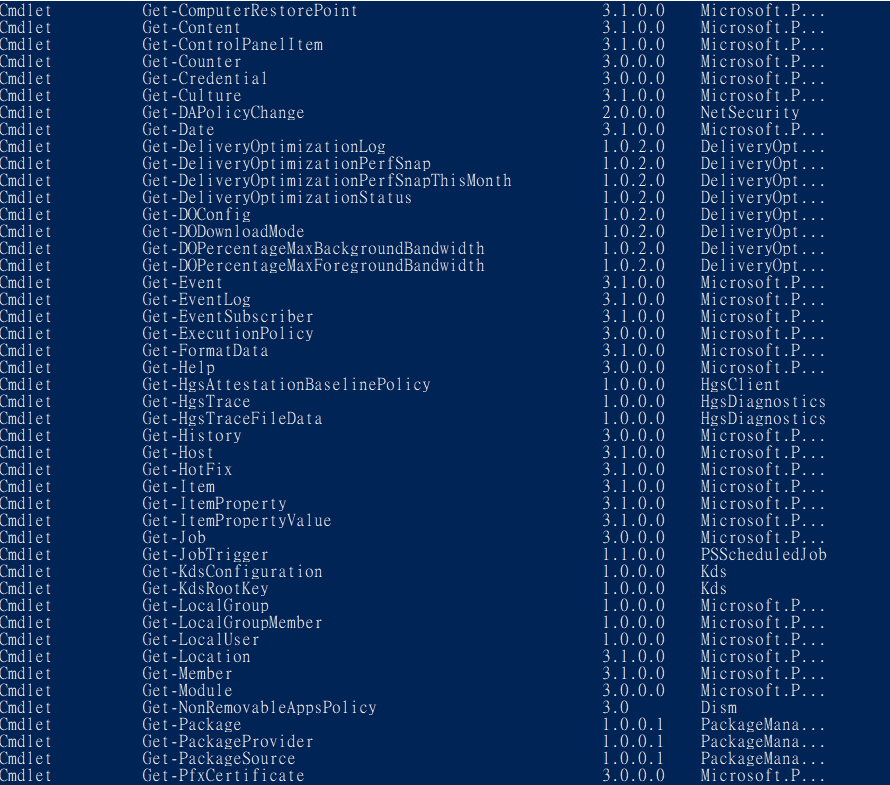 Cmdlet Get-ComputerRestorePoint 3.1.0.0 Microsoft.P...
Cmdlet Get-Content 3.1.0.0 Microsoft.P...
Cmdlet Get-ControlPanelItem 3.1.0.0 Microsoft.P...
Cmdlet Get-Counter 3.0.0.0 Microsoft.P...
Cmdlet Get-Credential 3.0.0.0 Microsoft.P...
Cmdlet Get-Culture 3.1.0.0 Microsoft.P...
Cmdlet Get-DAPolicyChange 2.0.0.0 NetSecurity
Cmdlet Get-Date 3.1.0.0 Microsoft.P...
Cmdlet Get-DeliveryOptimizationLog 1.0.2.0 DeliveryOpt...
Cmdlet Get-DeliveryOptimizationPerfSnap 1.0.2.0 DeliveryOpt...
Cmdlet Get-DeliveryOptimizationPerfSnapThisMonth 1.0.2.0 DeliveryOpt...
Cmdlet Get-DeliveryOptimizationStatus 1.0.2.0 DeliveryOpt...
Cmdlet Get-DOConfig 1.0.2.0 DeliveryOpt...
Cmdlet Get-DODownloadMode 1.0.2.0 DeliveryOpt...
Cmdlet Get-DOPercentageMaxBackgroundBandwidth 1.0.2.0 DeliveryOpt...
Cmdlet Get-DOPercentageMaxForegroundBandwidth 1.0.2.0 DeliveryOpt...
Cmdlet Get-Event 3.1.0.0 Microsoft.P...
Cmdlet Get-EventLog 3.1.0.0 Microsoft.P...
Cmdlet Get-EventSubscriber 3.1.0.0 Microsoft.P...
Cmdlet Get-ExecutionPolicy 3.0.0.0 Microsoft.P...
Cmdlet Get-FormatData 3.1.0.0 Microsoft.P...
Cmdlet Get-Help 3.0.0.0 Microsoft.P...
Cmdlet Get-HgsAttestationBaselinePolicy 1.0.0.0 HgsClient
Cmdlet Get-HgsTrace 1.0.0.0 HgsDiagnostics
Cmdlet Get-HgsTraceFileData 1.0.0.0 HgsDiagnostics
Cmdlet Get-History 3.0.0.0 Microsoft.P...
Cmdlet Get-Host 3.1.0.0 Microsoft.P...
Cmdlet Get-HotFix 3.1.0.0 Microsoft.P...
Cmdlet Get-Item 3.1.0.0 Microsoft.P...
Cmdlet Get-ItemProperty 3.1.0.0 Microsoft.P...
Cmdlet Get-ItemPropertyValue 3.1.0.0 Microsoft.P...
Cmdlet Get-Job 3.0.0.0 Microsoft.P...
Cmdlet Get-JobTrigger 1.1.0.0 PSScheduledJob
Cmdlet Get-KdsConfiguration 1.0.0.0 Kds
Cmdlet Get-KdsRootKey 1.0.0.0 Kds
Cmdlet Get-LocalGroup 1.0.0.0 Microsoft.P...
Cmdlet Get-LocalGroupMember 1.0.0.0 Microsoft.P...
Cmdlet Get-LocalUser 1.0.0.0 Microsoft.P...
Cmdlet Get-Location 3.1.0.0 Microsoft.P...
Cmdlet Get-Member 3.1.0.0 Microsoft.P...
Cmdlet Get-Module 3.0.0.0 Microsoft.P...
Cmdlet Get-NonRemovableAppsPolicy 3.0 Dism
Cmdlet Get-Package 1.0.0.1 PackageMana...
Cmdlet Get-PackageProvider 1.0.0.1 PackageMana...
Cmdlet Get-PackageSource 1.0.0.1 PackageMana...
Cmdlet Get-PfxCertificate 3.0.0.0 Microsoft.P...